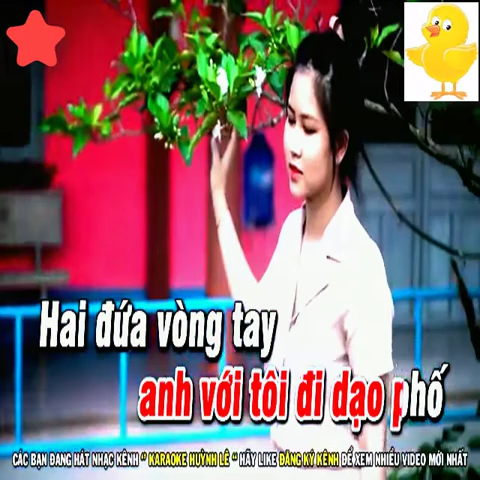 Hai đứa vòng tay
anh với tôi đi dạo phố
CÁC BẠN ĐANG HÁT NHẠC KÊNH " KARAOKE HUỲNH LÊ " HÃY LIKE ĐĂNG KÝ KÊNH ĐỂ XEM NHIỀU VIDEO MỚI NHẤT